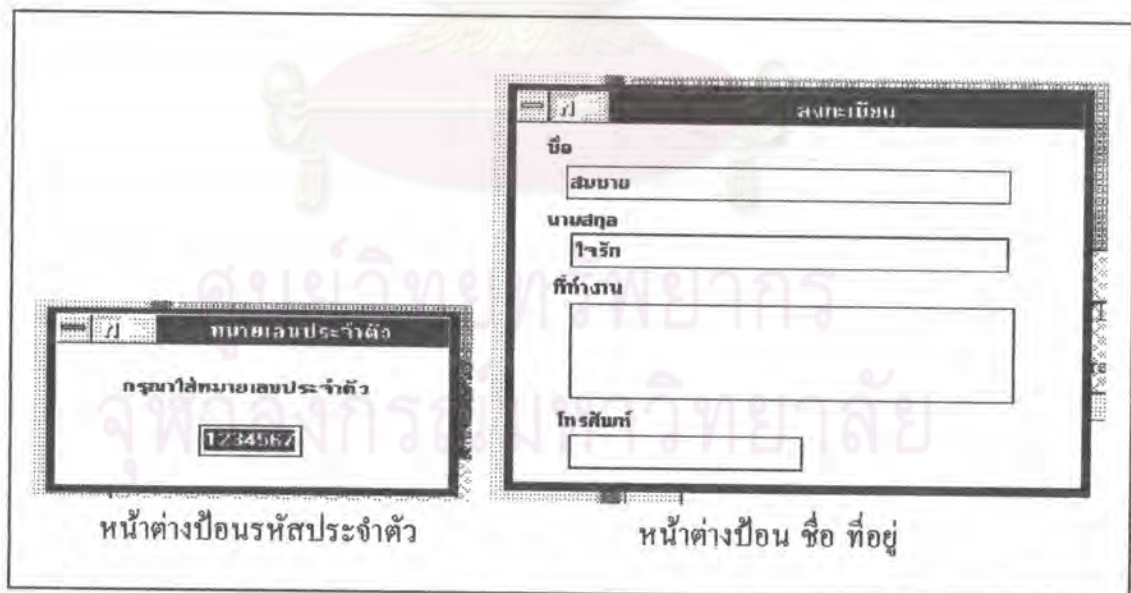 ท
หมายเลขประจำตัว
กรุณาใส่หมายเลขประจำตัว
1234567
หน้าต่างป้อนรหัสประจำตัว
ท
ลงทะเบียน
ชื่อ
สมชาย
นามสกุล
ใจรัก
ที่ทำงาน
โทรศัพท์
หน้าต่างป้อน ชื่อ ที่อยู่
ศูนย์วิทยทรัพยากร
จุฬาลงกรณ์มหาวิทยาลัย